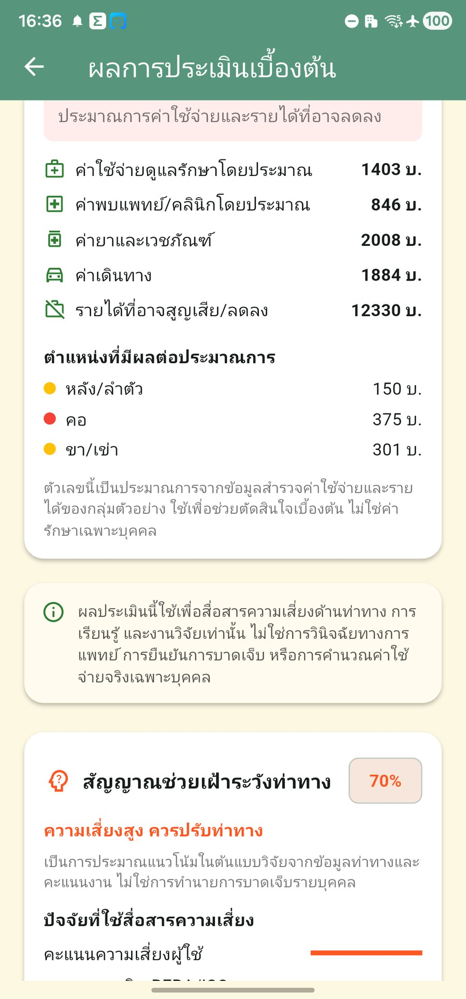 16:36
100
ผลการประเมินเบื้องต้น
ประมาณการค่าใช้จ่ายและรายได้ที่อาจลดลง
ค่าใช้จ่ายดูแลรักษาโดยประมาณ 1403 บ.
ค่าพบแพทย์/คลินิกโดยประมาณ 846 บ.
ค่ายาและเวชภัณฑ์ 2008 บ.
ค่าเดินทาง 1884 บ.
รายได้ที่อาจสูญเสีย/ลดลง 12330 บ.
ตำแหน่งที่มีผลต่อประมาณการ
หลัง/ลำตัว 150 บ.
คอ 375 บ.
ขา/เข่า 301 บ.
ตัวเลขนี้เป็นประมาณการจากข้อมูลสำรวจค่าใช้จ่ายและราย
ได้ของกลุ่มตัวอย่าง ใช้เพื่อช่วยตัดสินใจเบื้องต้น ไม่ใช่ค่า
รักษาเฉพาะบุคคล
ผลประเมินนี้ใช้เพื่อสื่อสารความเสี่ยงด้านท่าทาง การ
เรียนรู้ และงานวิจัยเท่านั้น ไม่ใช่การวินิจฉัยทางการ
แพทย์ การยืนยันการบาดเจ็บ หรือการคำนวณค่าใช้
จ่ายจริงเฉพาะบุคคล
สัญญาณช่วยเฝ้าระวังท่าทาง 70%
ความเสี่ยงสูง ควรปรับท่าทาง
เป็นการประมาณแนวโน้มในต้นแบบวิจัยจากข้อมูลท่าทางและ
คะแนนงาน ไม่ใช่การทำนายการบาดเจ็บรายบุคคล
ปัจจัยที่ใช้สื่อสารความเสี่ยง
คะแนนความเสี่ยงผู้ใช้